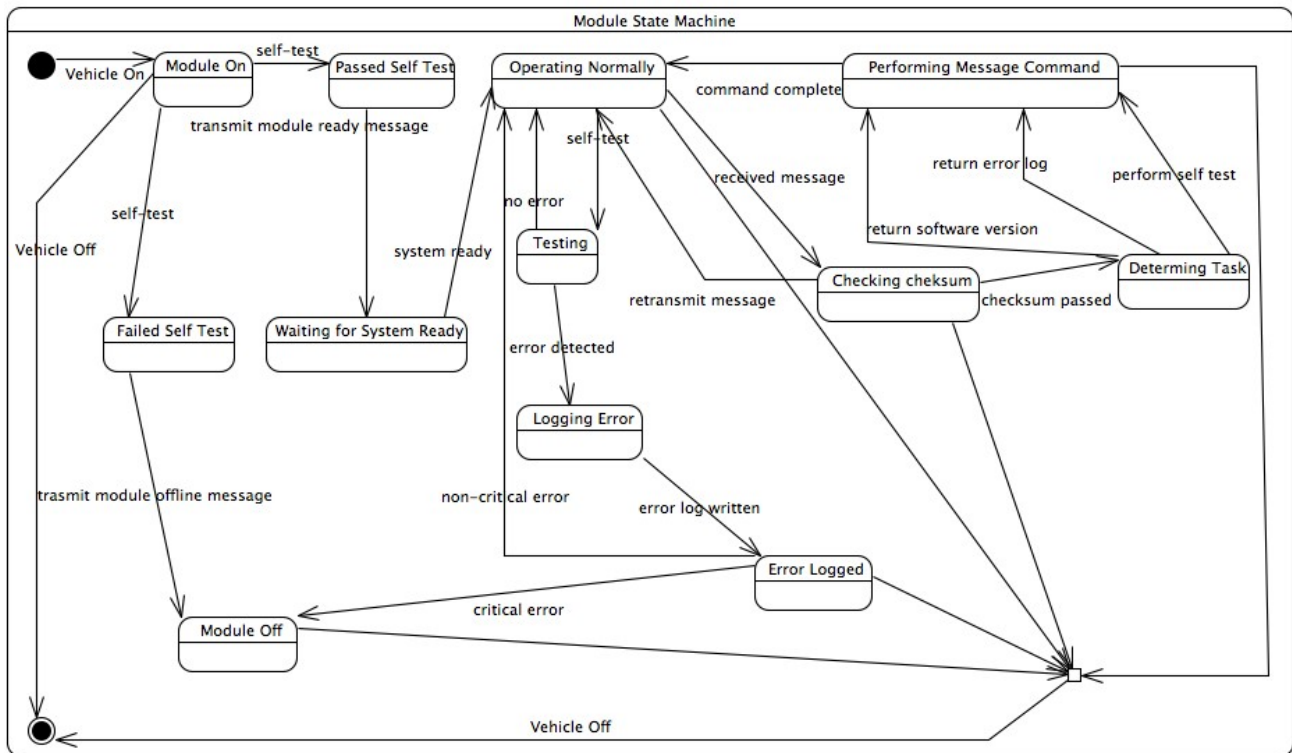 Module State Machine
self-test
Module On
Passed Self Test
Operating Normally
Performing Message Command
Vehicle On
command complete
transmit module ready message
self-test
return error log
perform self test
received message
no error
self-test
return software version
Vehicle Off
system ready
Testing
Determing Task
Checking cheksum
retransmit message
checksum passed
Failed Self Test
Waiting for System Ready
error detected
Logging Error
trasmit module offline message
non-critical error
error log written
Error Logged
critical error
Module Off
Vehicle Off